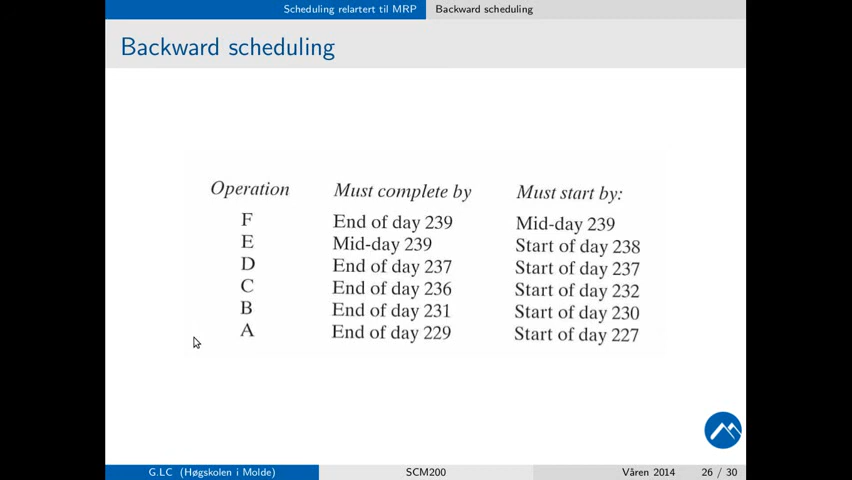 Scheduling relartert til MRP Backward scheduling
Backward scheduling
Operation Must complete by Must start by:
F End of day 239 Mid-day 239
E Mid-day 239 Start of day 238
D End of day 237 Start of day 237
C End of day 236 Start of day 232
B End of day 231 Start of day 230
A End of day 229 Start of day 227
G.LC (Høgskolen i Molde) SCM200 Våren 2014 26 / 30